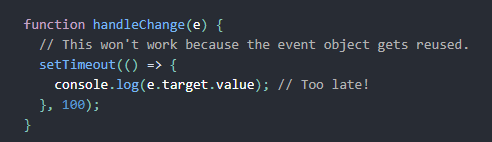 function handleChange(e) {
// This won't work because the event object gets reused.
setTimeout(() => {
console.log(e.target.value); // Too late!
}, 100);
}